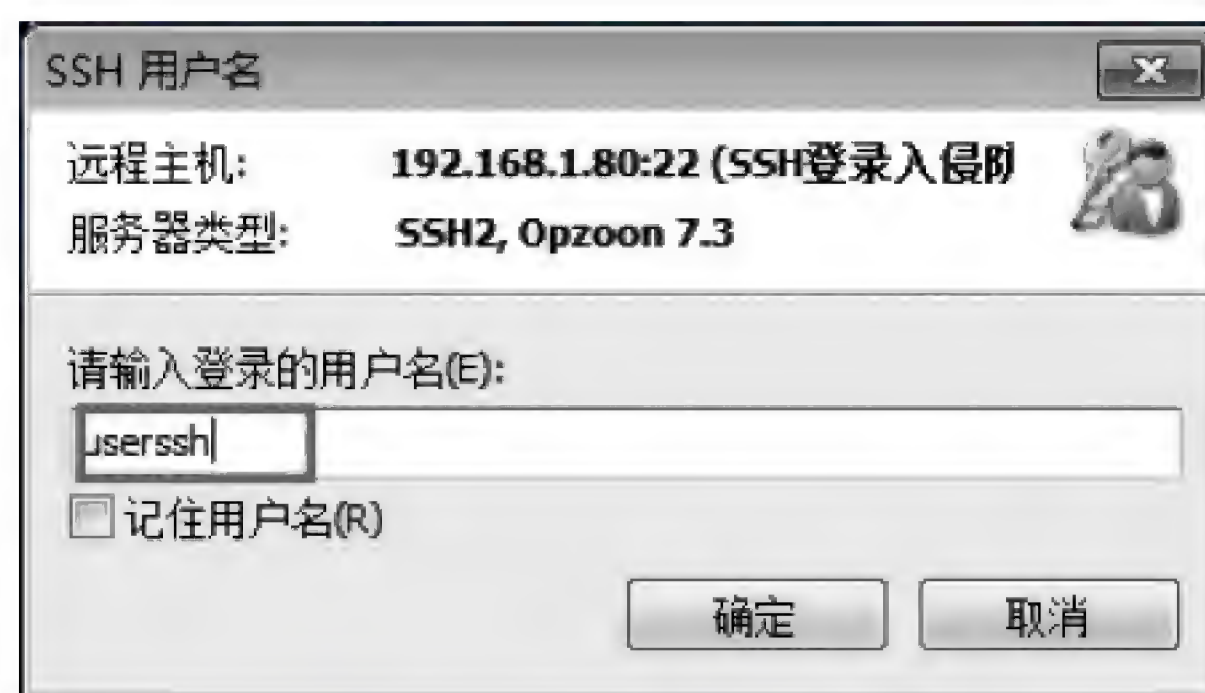 SSH 用户名
远程主机: 192.168.1.80:22 (SSH登录入侵防
服务器类型: SSH2, Opzoon 7.3
请输入登录的用户名(E):
userssh
记住用户名(R)
确定 取消